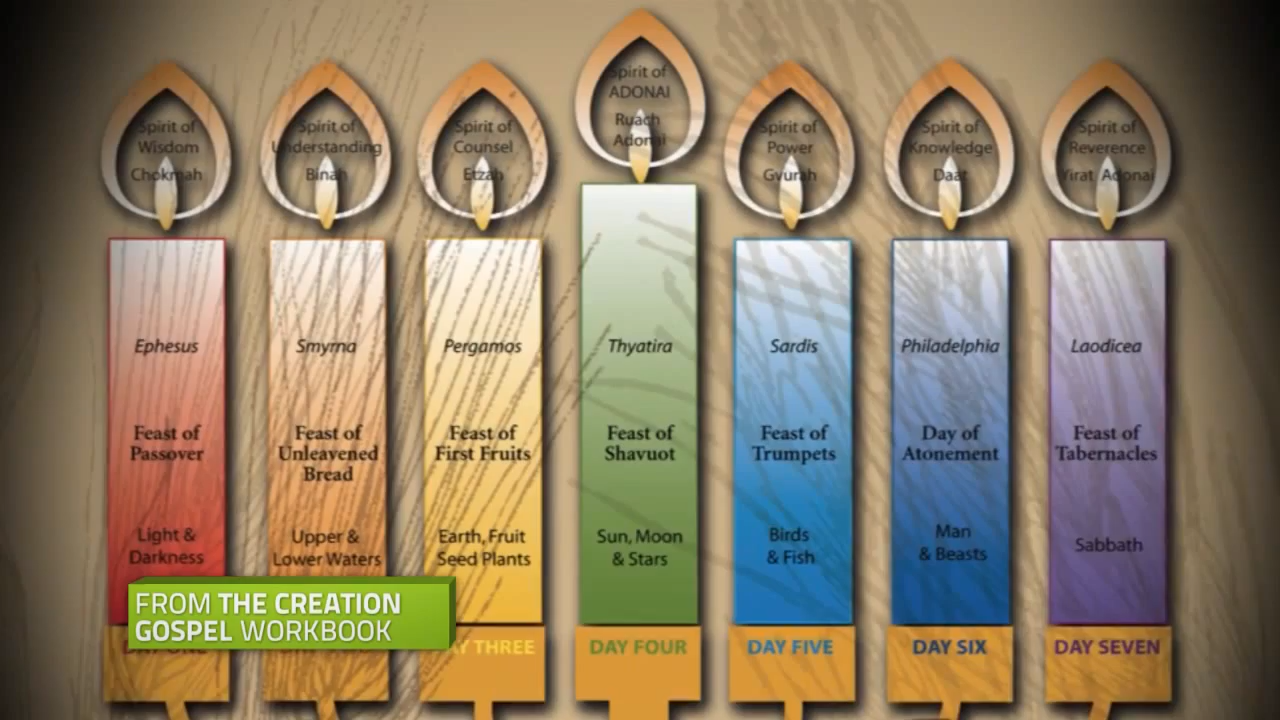 Spirit of
Wisdom
Chokmah
Spirit of
Understanding
Binah
Spirit of
Counsel
Etzah
Spirit of
ADONAI
Ruach
Adonai
Spirit of
Power
Gvurah
Spirit of
Knowledge
Daat
Spirit of
Reverence
Yirat Adonai
Ephesus
Feast of
Passover
Light &
Darkness
Smyrna
Feast of
Unleavened
Bread
Upper &
Lower Waters
Pergamos
Feast of
First Fruits
Earth, Fruit
Seed Plants
Thyatira
Feast of
Shavuot
Sun, Moon
& Stars
Sardis
Feast of
Trumpets
Birds
& Fish
Philadelphia
Day of
Atonement
Man
& Beasts
Laodicea
Feast of
Tabernacles
Sabbath
FROM THE CREATION
GOSPEL WORKBOOK
DAY ONE
THREE
DAY FOUR
DAY FIVE
DAY SIX
DAY SEVEN